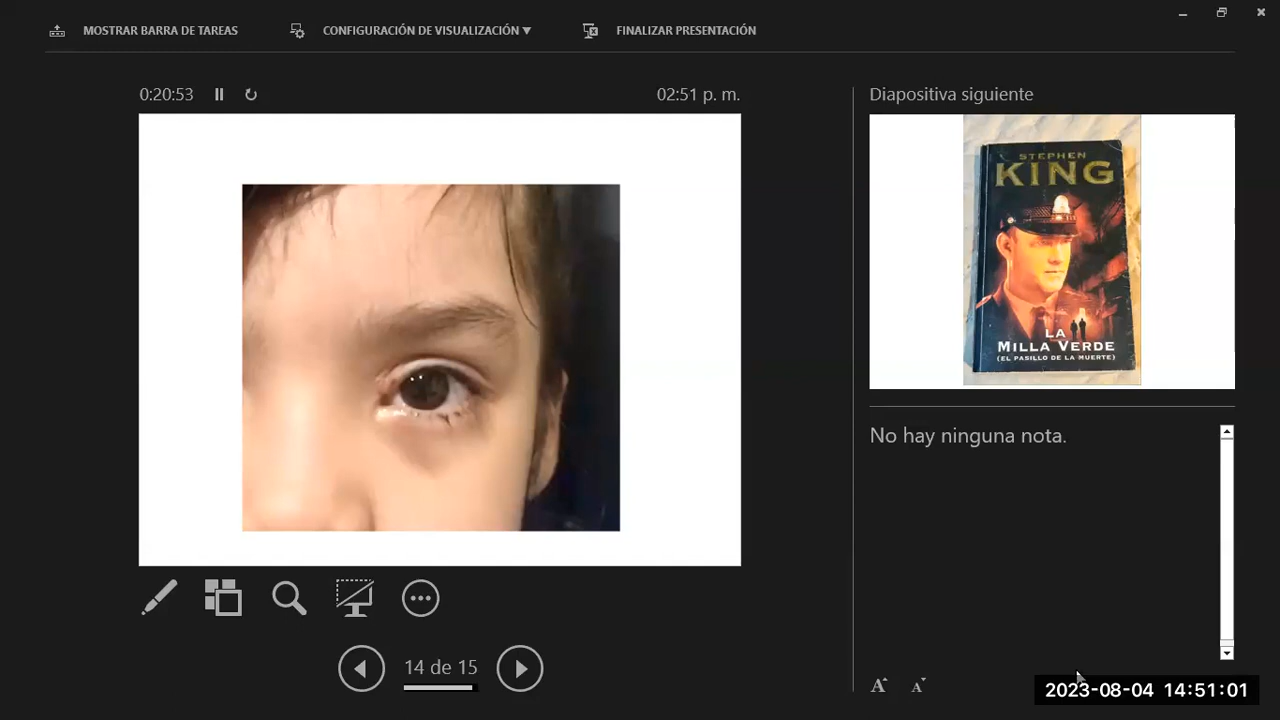 MOSTRAR BARRA DE TAREAS
CONFIGURACIÓN DE VISUALIZACIÓN ▼
FINALIZAR PRESENTACIÓN
0:20:53
02:51 p. m.
Diapositiva siguiente
STEPHEN
KING
LA
MILLA VERDE
(EL PASILLO DE LA MUERTE)
No hay ninguna nota.
14 de 15
A A
2023-08-04 14:51:01